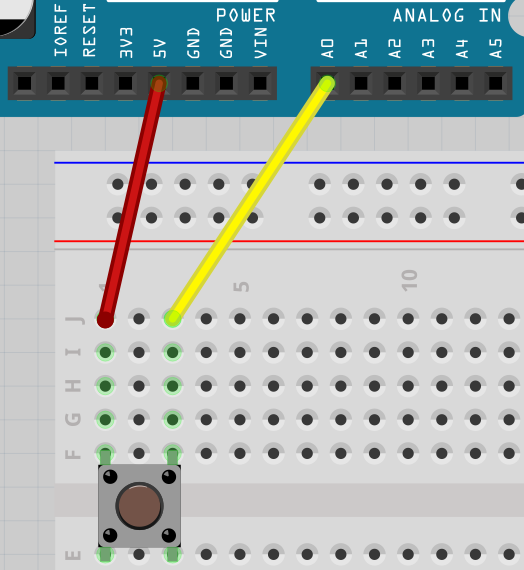 POWER
ANALOG IN
IOREF
RESET
3V3
5V
GND
GND
VIN
A0
A1
A2
A3
A4
A5
1
5
10
J
I
H
G
F
E